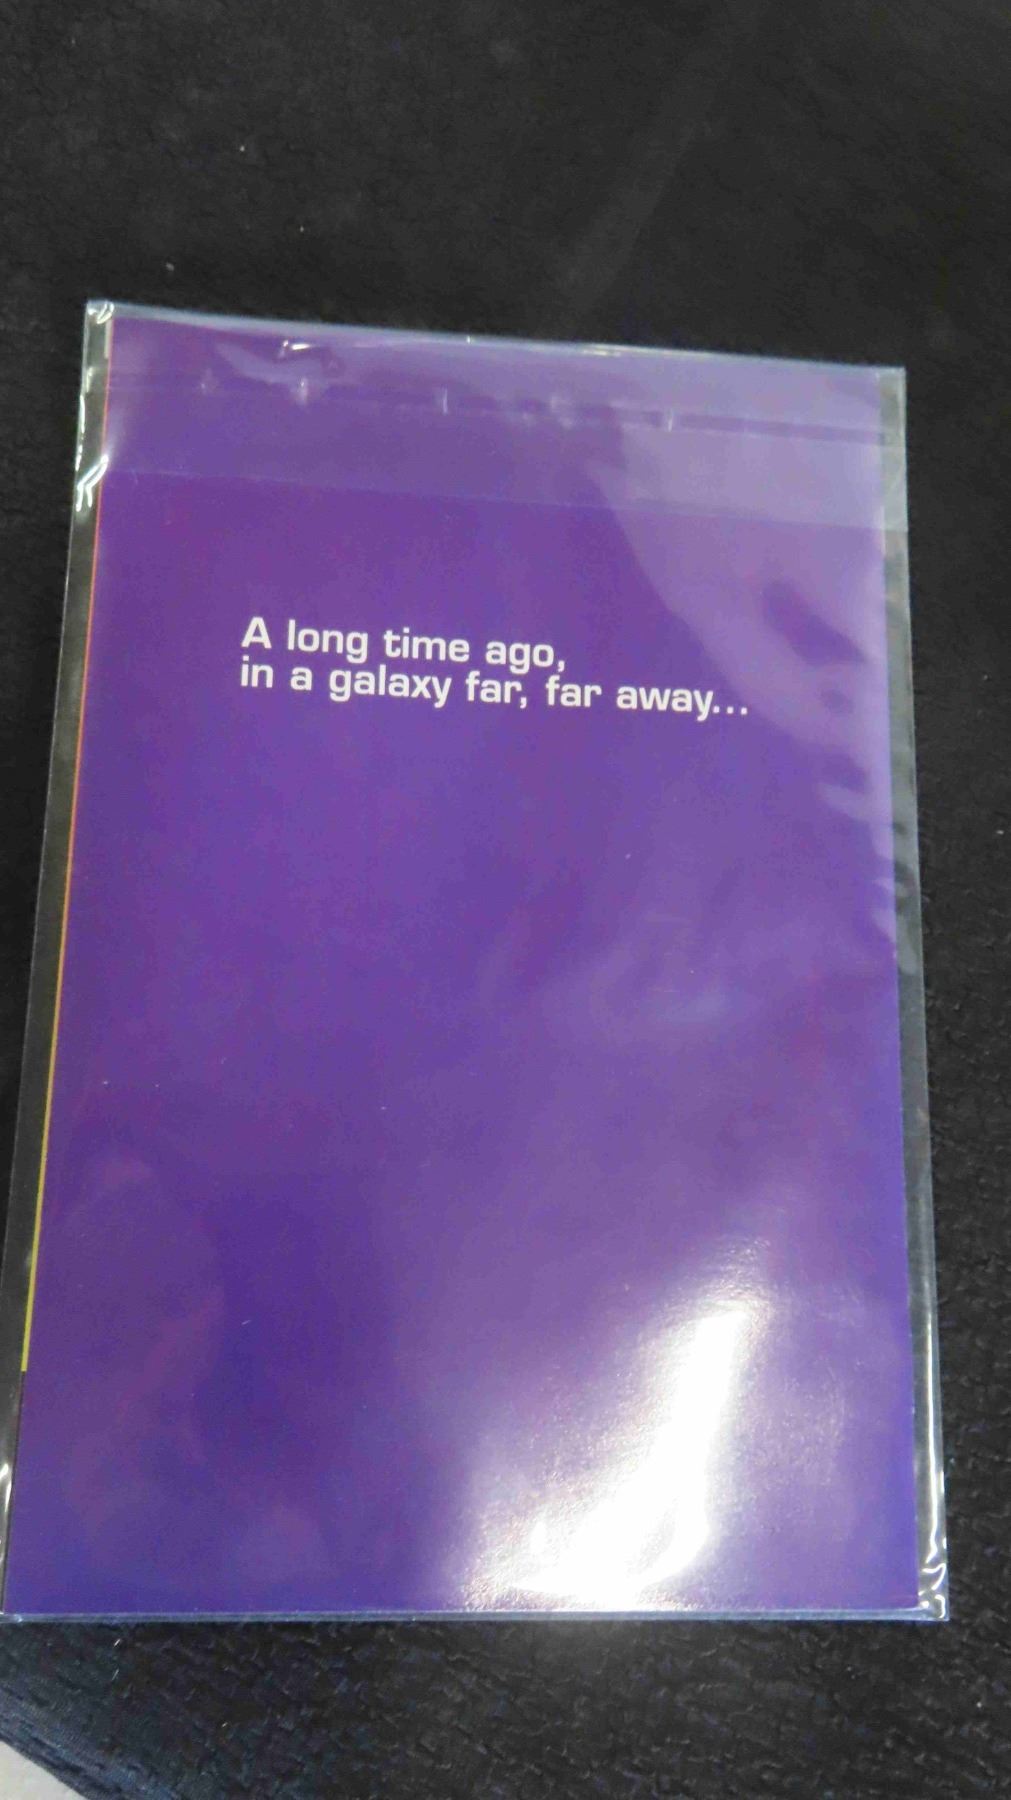 A long time ago,
in a galaxy far, far away...